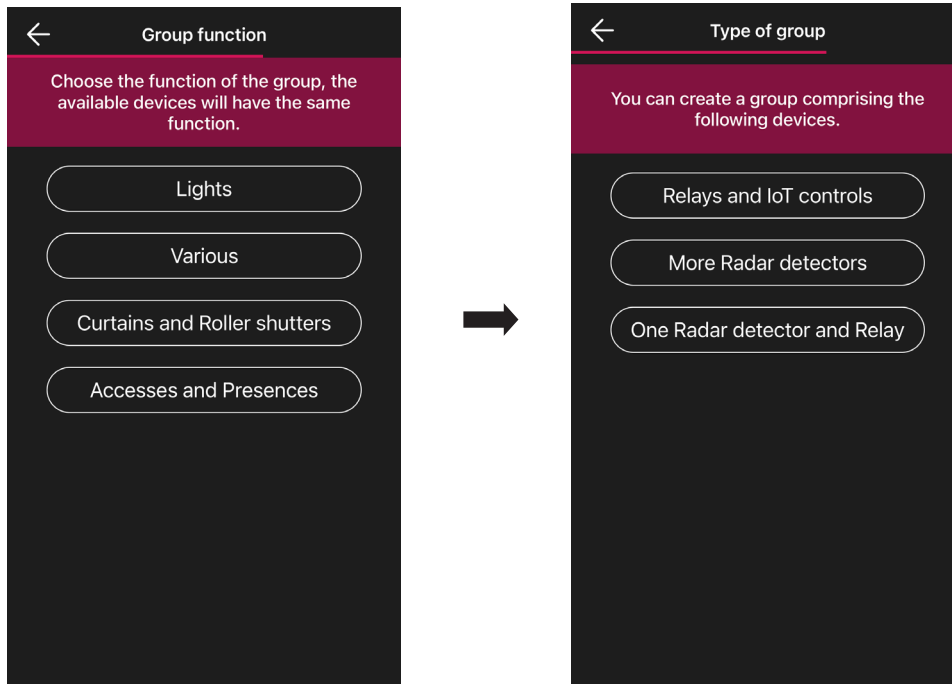 Group function
Choose the function of the group, the
available devices will have the same
function.
Lights
Various
Curtains and Roller shutters
Accesses and Presences
Type of group
You can create a group comprising the
following devices.
Relays and IoT controls
More Radar detectors
One Radar detector and Relay